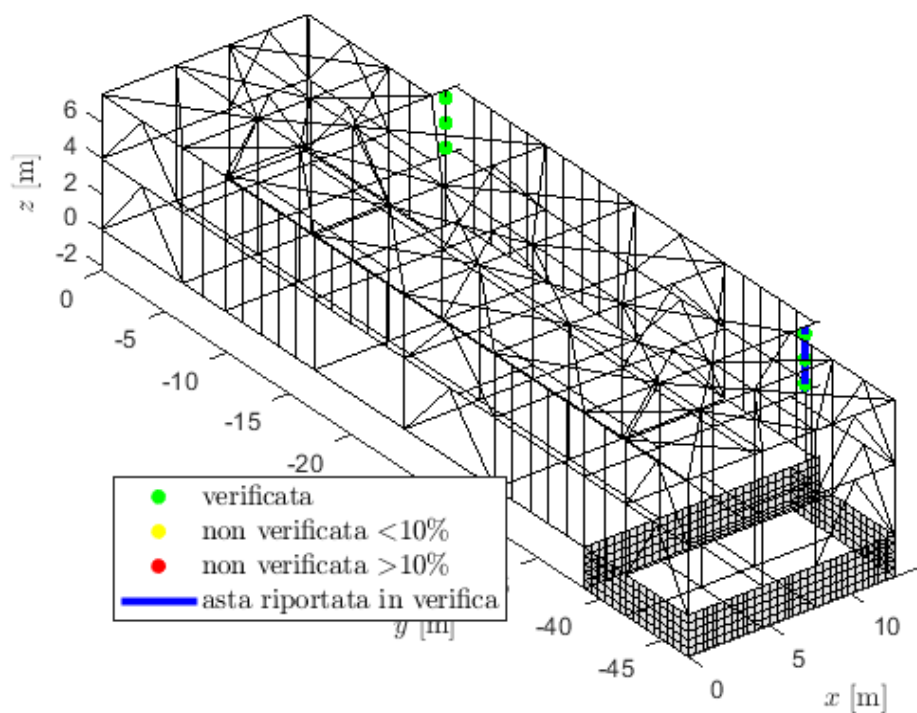 6
4
2
0
-2
z [m]
0
-5
-10
-15
-20
verificata
non verificata <10%
non verificata >10%
asta riportata in verifica
y [m]
-40
-45
0
5
10
x [m]